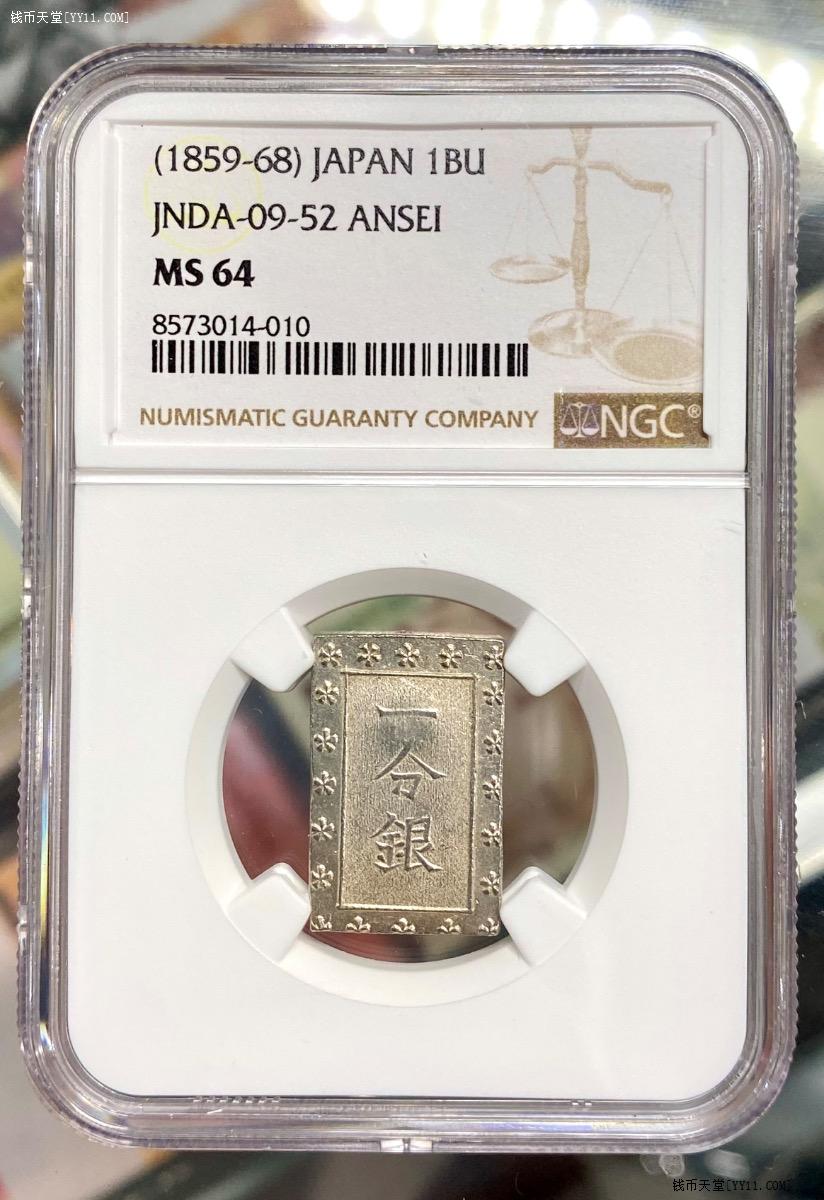 钱币天堂[YY11.COM]
(1859-68) JAPAN 1BU
JNDA-09-52 ANSEI
MS 64
8573014-010
NUMISMATIC GUARANTY COMPANY
NGC®
一
分
銀
钱币天堂[YY11.COM]